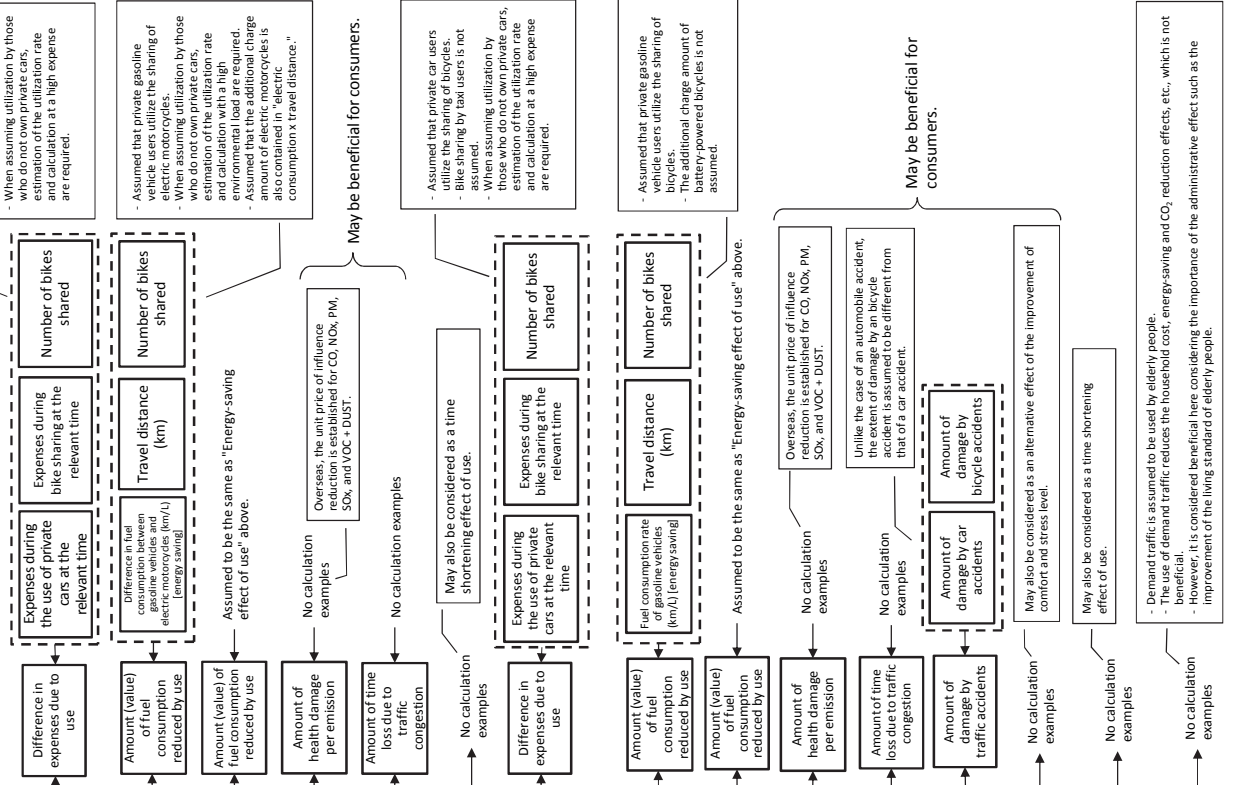 Difference in
expenses due to
use
Expenses during
the use of private
cars at the
relevant time
Expenses during
bike sharing at the
relevant time
Number of bikes
shared
- When assuming utilization by those
who do not own private cars,
estimation of the utilization rate
and calculation at a high expense
are required.
Amount (value)
of fuel
consumption
reduced by use
Difference in fuel
consumption between
gasoline vehicles and
electric motorcycles (km/L)
[energy saving]
Travel distance
(km)
Number of bikes
shared
- Assumed that private gasoline
vehicle users utilize the sharing of
electric motorcycles.
- When assuming utilization by those
who do not own private cars,
estimation of the utilization rate
and calculation with a high
environmental load are required.
- Assumed that the additional charge
amount of electric motorcycles is
also contained in "electric
consumption x travel distance."
Amount (value) of
fuel consumption
reduced by use
Assumed to be the same as "Energy-saving
effect of use" above.
Amount of
health damage
per emission
No calculation
examples
Overseas, the unit price of influence
reduction is established for CO, NOx, PM,
SOx, and VOC + DUST.
May be beneficial for consumers.
Amount of time
loss due to
traffic
congestion
No calculation examples
No calculation
examples
May also be considered as a time
shortening effect of use.
Difference in
expenses due to
use
Expenses during
the use of private
cars at the relevant
time
Expenses during
bike sharing at the
relevant time
Number of bikes
shared
- Assumed that private car users
utilize the sharing of bicycles.
- Bike sharing by taxi users is not
assumed.
- When assuming utilization by
those who do not own private cars,
estimation of the utilization rate
and calculation at a high expense
are required.
Amount (value)
of fuel
consumption
reduced by use
Fuel consumption rate
of gasoline vehicles
(km/L) [energy saving]
Travel distance
(km)
Number of bikes
shared
- Assumed that private gasoline
vehicle users utilize the sharing of
bicycles.
- The additional charge amount of
battery-powered bicycles is not
assumed.
Amount (value)
of fuel
consumption
reduced by use
Assumed to be the same as "Energy-saving effect of use" above.
Amount of
health damage
per emission
No calculation
examples
Overseas, the unit price of influence
reduction is established for CO, NOx, PM,
SOx, and VOC + DUST.
Amount of time
loss due to traffic
congestion
No calculation
examples
Unlike the case of an automobile accident,
the extent of damage by an bicycle
accident is assumed to be different from
that of a car accident.
May be beneficial for
consumers.
Amount of
damage by
traffic accidents
Amount of
damage by car
accidents
Amount of
damage by
bicycle accidents
No calculation
examples
May also be considered as an alternative effect of the improvement of
comfort and stress level.
No calculation
examples
May also be considered as a time shortening
effect of use.
No calculation
examples
- Demand traffic is assumed to be used by elderly people.
- The use of demand traffic reduces the household cost, energy-saving and CO₂ reduction effects, etc., which is not
beneficial.
- However, it is considered beneficial here considering the importance of the administrative effect such as the
improvement of the living standard of elderly people.